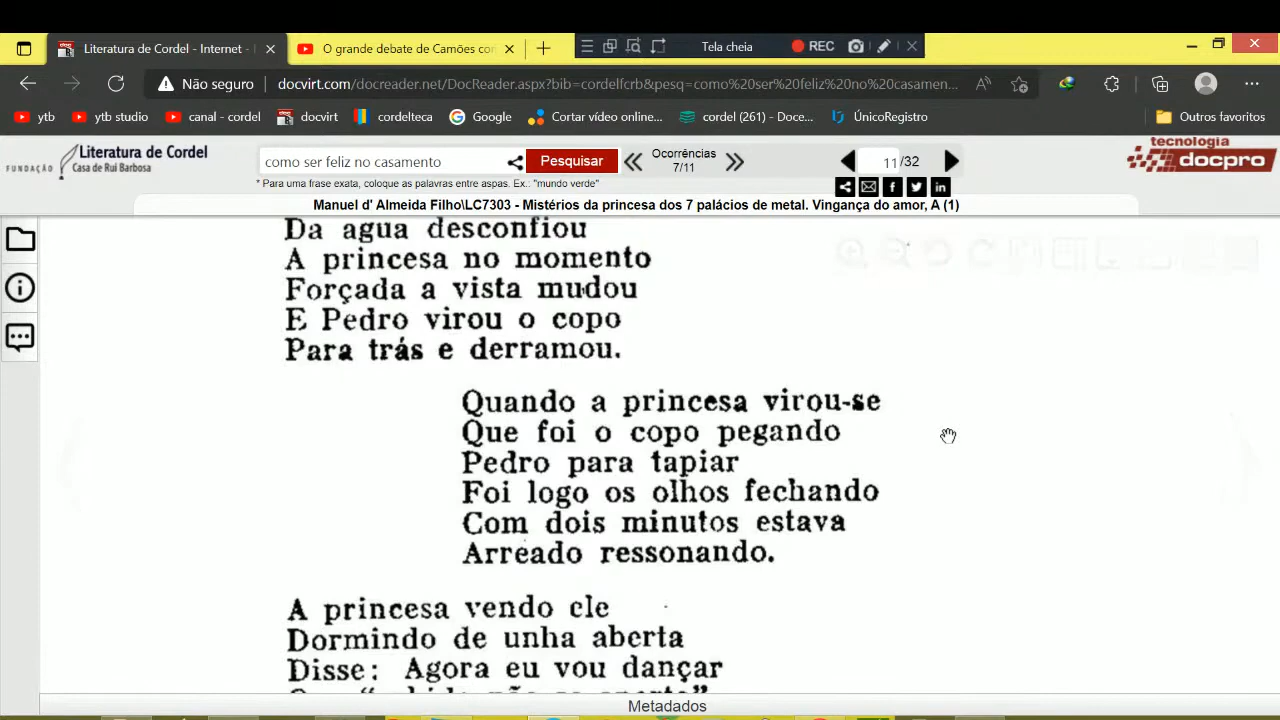 Literatura de Cordel - Internet -
O grande debate de Camões co
Tela cheia
REC
Não seguro
docvirt.com/docreader.net/DocReader.aspx?bib=cordelfcrb&pesq=como%20ser%20feliz%20no%20casamen...
ytb
ytb studio
canal - cordel
docvirt
cordelteca
Google
Cortar vídeo online...
cordel (261) - Doce...
ÚnicoRegistro
Outros favoritos
FUNDAÇÃO
Literatura de Cordel
Casa de Rui Barbosa
como ser feliz no casamento
Pesquisar
Ocorrências
7/11
11 /32
tecnologia
docpro
* Para uma frase exata, coloque as palavras entre aspas. Ex.: "mundo verde"
Manuel d' Almeida Filho\LC7303 - Mistérios da princesa dos 7 palácios de metal. Vingança do amor, A (1)
Da agua desconfiou
A princesa no momento
Forçada a vista mudou
E Pedro virou o copo
Para trás e derramou.
Quando a princesa virou-se
Que foi o copo pegando
Pedro para tapiar
Foi logo os olhos fechando
Com dois minutos estava
Arreado ressonando.
A princesa vendo ele
Dormindo de unha aberta
Disse: Agora eu vou dançar
Metadados